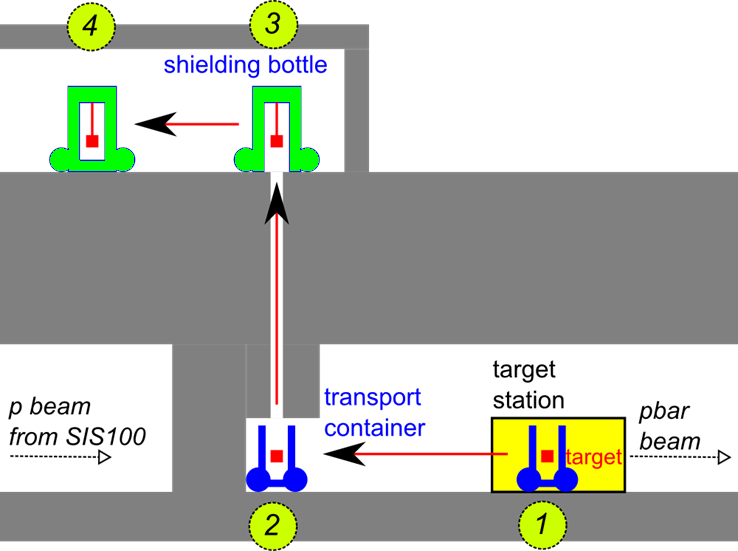 4
3
shielding bottle
target
station
transport
container
p beam
from SIS100
pbar
beam
target
2
1